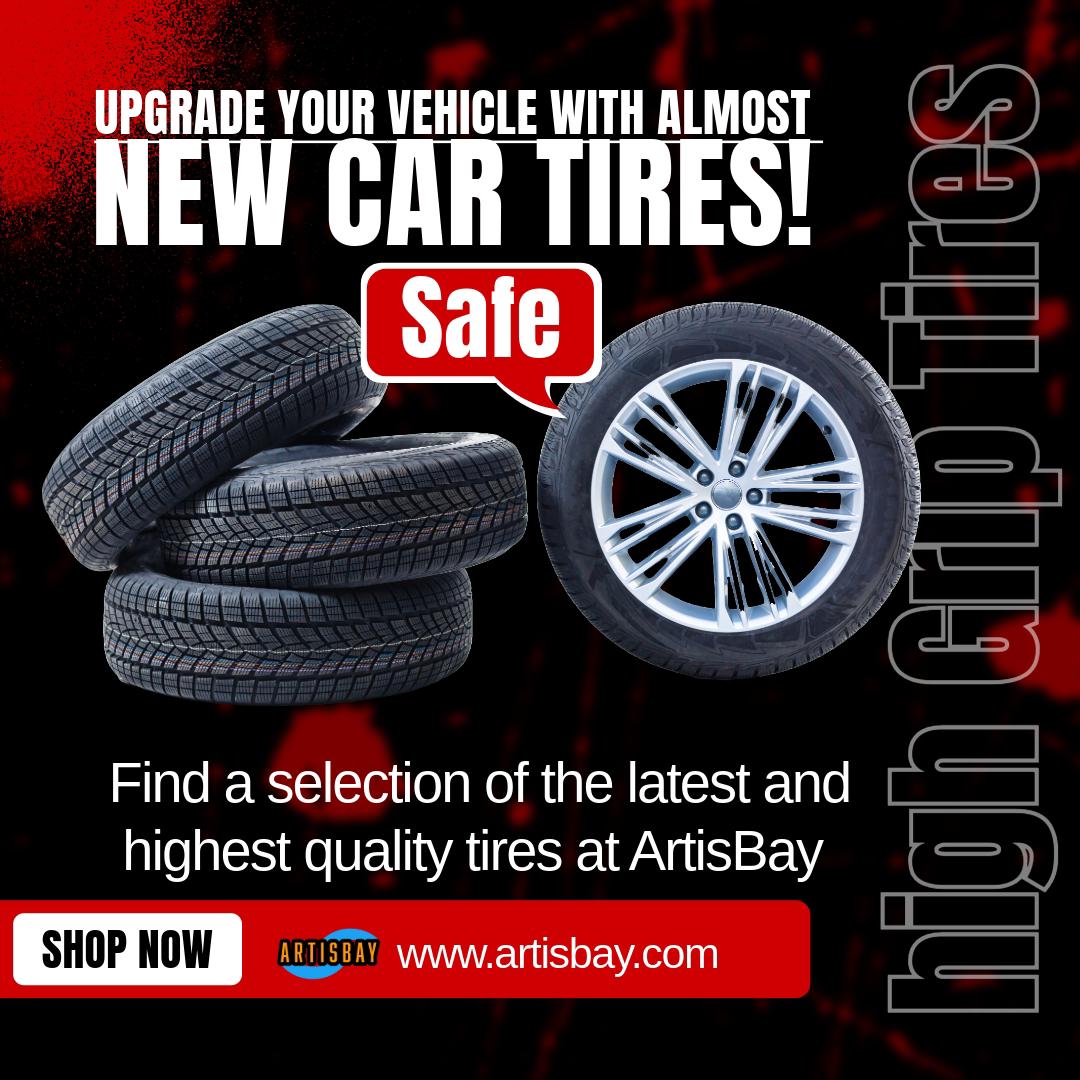 UPGRADE YOUR VEHICLE WITH ALMOST
NEW CAR TIRES!
Safe
high Grip Tires
Find a selection of the latest and
highest quality tires at ArtisBay
SHOP NOW
ARTISBAY
www.artisbay.com